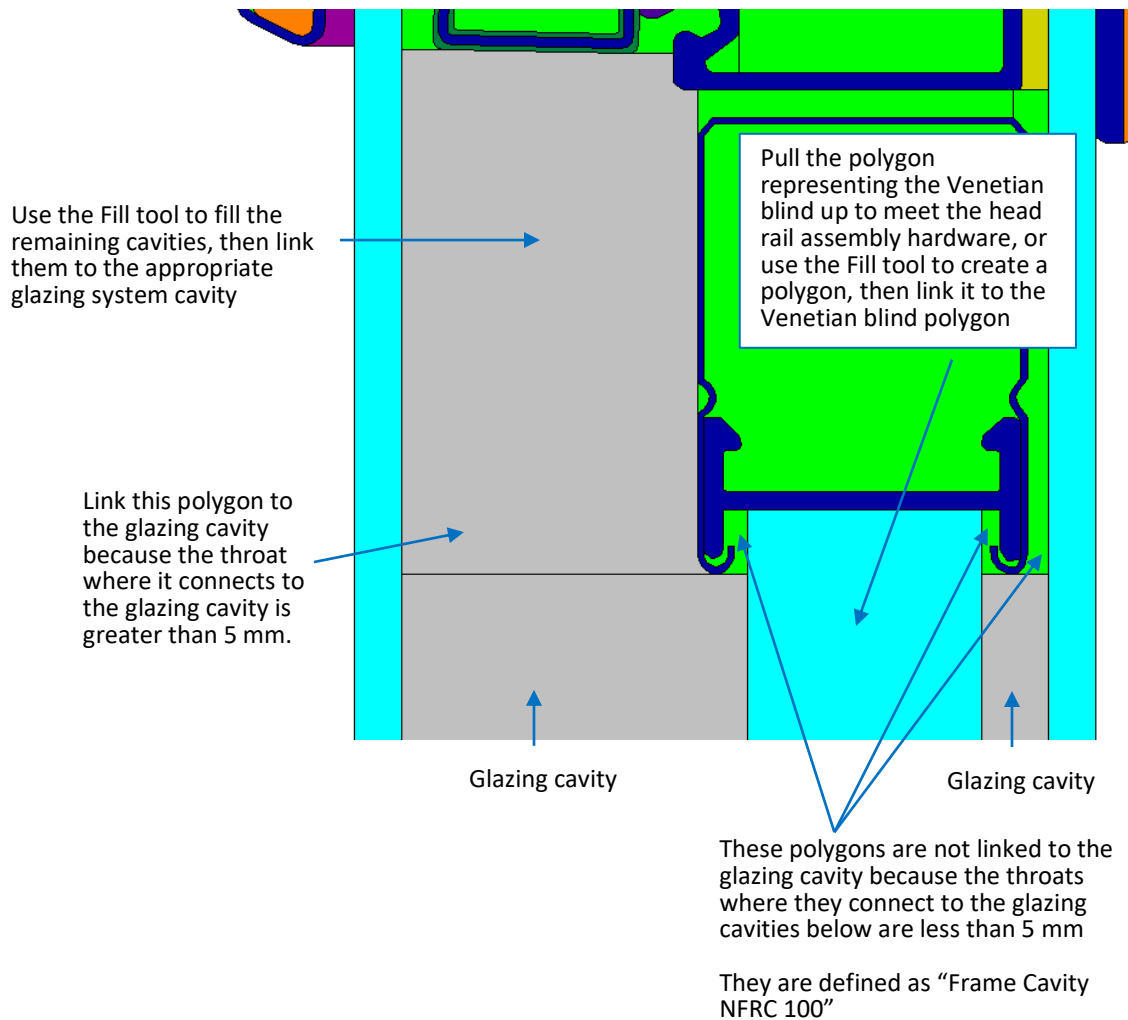 Pull the polygon
representing the Venetian
blind up to meet the head
rail assembly hardware, or
use the Fill tool to create a
polygon, then link it to the
Venetian blind polygon
Use the Fill tool to fill the
remaining cavities, then link
them to the appropriate
glazing system cavity
Link this polygon to
the glazing cavity
because the throat
where it connects to
the glazing cavity is
greater than 5 mm.
Glazing cavity
Glazing cavity
These polygons are not linked to the
glazing cavity because the throats
where they connect to the glazing
cavities below are less than 5 mm
They are defined as “Frame Cavity
NFRC 100”